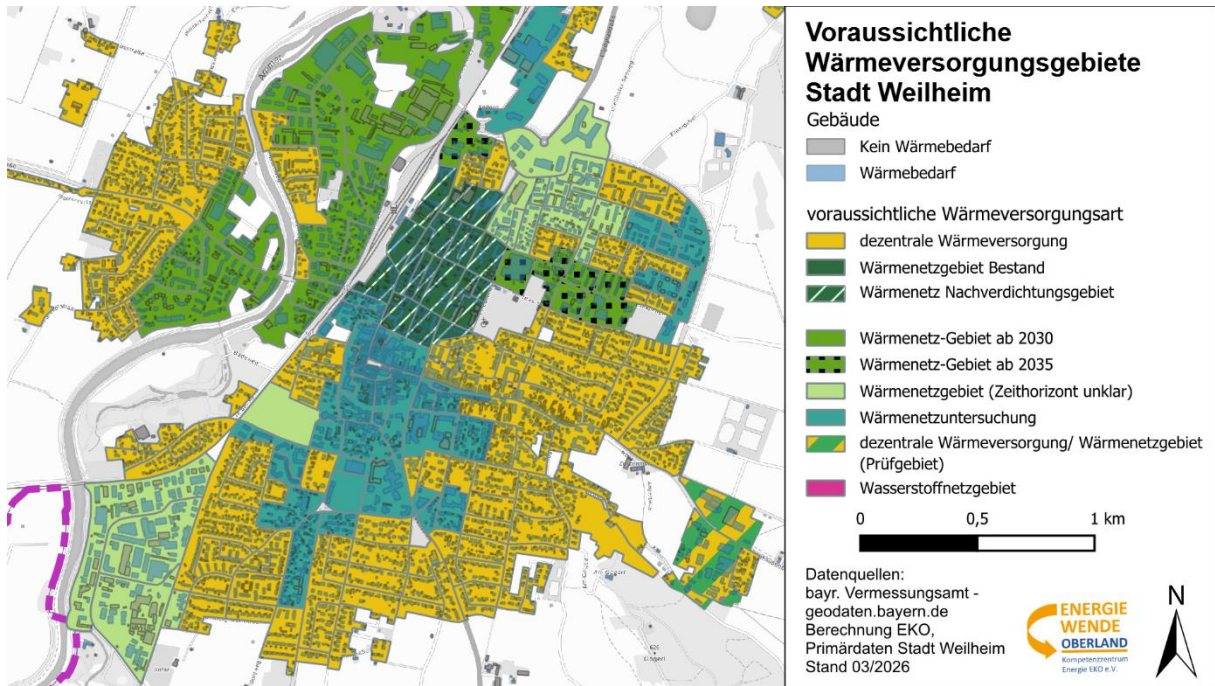 Voraussichtliche
Wärmeversorgungsgebiete
Stadt Weilheim
Gebäude
Kein Wärmebedarf
Wärmebedarf
voraussichtliche Wärmeversorgungsart
dezentrale Wärmeversorgung
Wärmenetzgebiet Bestand
Wärmenetz Nachverdichtungsgebiet
Wärmenetz-Gebiet ab 2030
Wärmenetz-Gebiet ab 2035
Wärmenetzgebiet (Zeithorizont unklar)
Wärmenetzuntersuchung
dezentrale Wärmeversorgung/ Wärmenetzgebiet
(Prüfgebiet)
Wasserstoffnetzgebiet
0 0,5 1 km
Datenquellen:
bayr. Vermessungsamt -
geodaten.bayern.de
Berechnung EKO,
Primärdaten Stadt Weilheim
Stand 03/2026
ENERGIE
WENDE
OBERLAND
Kompetenzzentrum
Energie EKO e.V.
N
Ammer